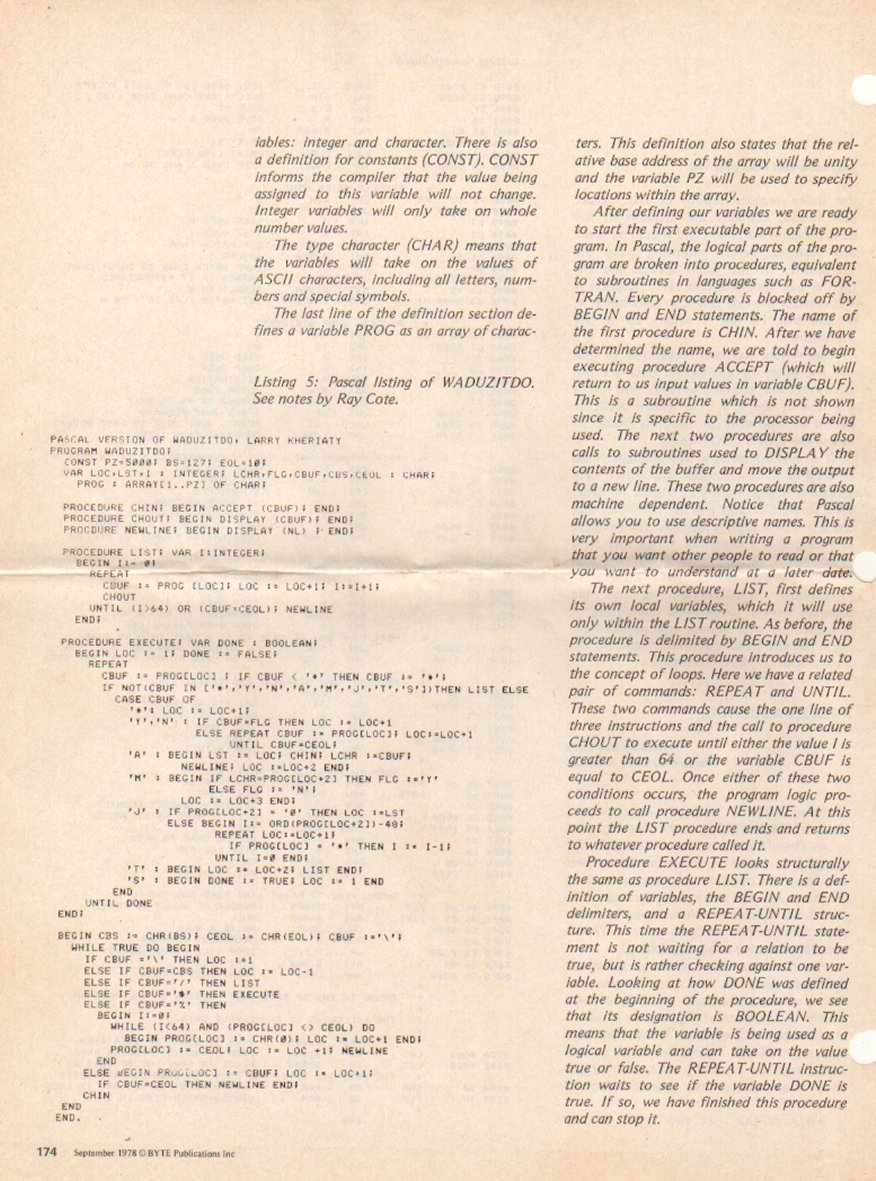 iables: integer and character. There is also
a definition for constants (CONST). CONST
informs the compiler that the value being
assigned to this variable will not change.
Integer variables will only take on whole
number values.
The type character (CHAR) means that
the variables will take on the values of
ASCII characters, including all letters, num-
bers and special symbols.
The last line of the definition section de-
fines a variable PROG as an array of charac-
Listing 5: Pascal listing of WADUZITDO.
See notes by Ray Cote.
PASCAL VERSION OF WADUZITDO, LARRY KHERIATY
PROGRAM WADUZITDO;
CONST PZ=5000; BS=127; EOL=10;
VAR LOC,LST,I : INTEGER; LCHR,FLG,CBUF,CBS,CEOL : CHAR;
PROG : ARRAY[1..PZ] OF CHAR;
PROCEDURE CHIN; BEGIN ACCEPT (CBUF); END;
PROCEDURE CHOUT; BEGIN DISPLAY (CBUF); END;
PROCDURE NEWLINE; BEGIN DISPLAY (NL) ; END;
PROCEDURE LIST; VAR I:INTEGER;
BEGIN I:= 0;
REPEAT
CBUF := PROG [LOC]; LOC := LOC+1; I:=I+1;
CHOUT
UNTIL (I>64) OR (CBUF=CEOL); NEWLINE
END;
PROCEDURE EXECUTE; VAR DONE : BOOLEAN;
BEGIN LOC := 1; DONE := FALSE;
REPEAT
CBUF := PROG[LOC] ; IF CBUF < '*' THEN CBUF := '*';
IF NOT(CBUF IN ['*','Y','N','A','M','J','T','S'])THEN LIST ELSE
CASE CBUF OF
'*': LOC := LOC+1;
'Y','N' : IF CBUF=FLG THEN LOC := LOC+1
ELSE REPEAT CBUF := PROG[LOC]; LOC:=LOC+1
UNTIL CBUF=CEOL;
'A' : BEGIN LST := LOC; CHIN; LCHR :=CBUF;
NEWLINE; LOC :=LOC+2 END;
'M' : BEGIN IF LCHR=PROG[LOC+2] THEN FLG :='Y'
ELSE FLG := 'N';
LOC := LOC+3 END;
'J' : IF PROG[LOC+2] = '0' THEN LOC :=LST
ELSE BEGIN I:= ORD(PROG[LOC+2])-48;
REPEAT LOC:=LOC+1;
IF PROG[LOC] = '*' THEN I := I-1;
UNTIL I=0 END;
'T' : BEGIN LOC := LOC+2; LIST END;
'S' : BEGIN DONE := TRUE; LOC := 1 END
END
UNTIL DONE
END;
BEGIN CBS := CHR(BS); CEOL := CHR(EOL); CBUF :='\';
WHILE TRUE DO BEGIN
IF CBUF ='\' THEN LOC :=1
ELSE IF CBUF=CBS THEN LOC := LOC-1
ELSE IF CBUF='/' THEN LIST
ELSE IF CBUF='$' THEN EXECUTE
ELSE IF CBUF='%' THEN
BEGIN I:=0;
WHILE (I<64) AND (PROG[LOC] <> CEOL) DO
BEGIN PROG[LOC] := CHR(0); LOC := LOC+1 END;
PROG[LOC] := CEOL; LOC := LOC +1; NEWLINE
END
ELSE BEGIN PROG[LOC] := CBUF; LOC := LOC+1;
IF CBUF=CEOL THEN NEWLINE END;
CHIN
END
END.
ters. This definition also states that the rel-
ative base address of the array will be unity
and the variable PZ will be used to specify
locations within the array.
After defining our variables we are ready
to start the first executable part of the pro-
gram. In Pascal, the logical parts of the pro-
gram are broken into procedures, equivalent
to subroutines in languages such as FOR-
TRAN. Every procedure is blocked off by
BEGIN and END statements. The name of
the first procedure is CHIN. After we have
determined the name, we are told to begin
executing procedure ACCEPT (which will
return to us input values in variable CBUF).
This is a subroutine which is not shown
since it is specific to the processor being
used. The next two procedures are also
calls to subroutines used to DISPLAY the
contents of the buffer and move the output
to a new line. These two procedures are also
machine dependent. Notice that Pascal
allows you to use descriptive names. This is
very important when writing a program
that you want other people to read or that
you want to understand at a later date.
The next procedure, LIST, first defines
its own local variables, which it will use
only within the LIST routine. As before, the
procedure is delimited by BEGIN and END
statements. This procedure introduces us to
the concept of loops. Here we have a related
pair of commands: REPEAT and UNTIL.
These two commands cause the one line of
three instructions and the call to procedure
CHOUT to execute until either the value I is
greater than 64 or the variable CBUF is
equal to CEOL. Once either of these two
conditions occurs, the program logic pro-
ceeds to call procedure NEWLINE. At this
point the LIST procedure ends and returns
to whatever procedure called it.
Procedure EXECUTE looks structurally
the same as procedure LIST. There is a def-
inition of variables, the BEGIN and END
delimiters, and a REPEAT-UNTIL struc-
ture. This time the REPEAT-UNTIL state-
ment is not waiting for a relation to be
true, but is rather checking against one var-
iable. Looking at how DONE was defined
at the beginning of the procedure, we see
that its designation is BOOLEAN. This
means that the variable is being used as a
logical variable and can take on the value
true or false. The REPEAT-UNTIL instruc-
tion waits to see if the variable DONE is
true. If so, we have finished this procedure
and can stop it.
174 September 1978 © BYTE Publications Inc